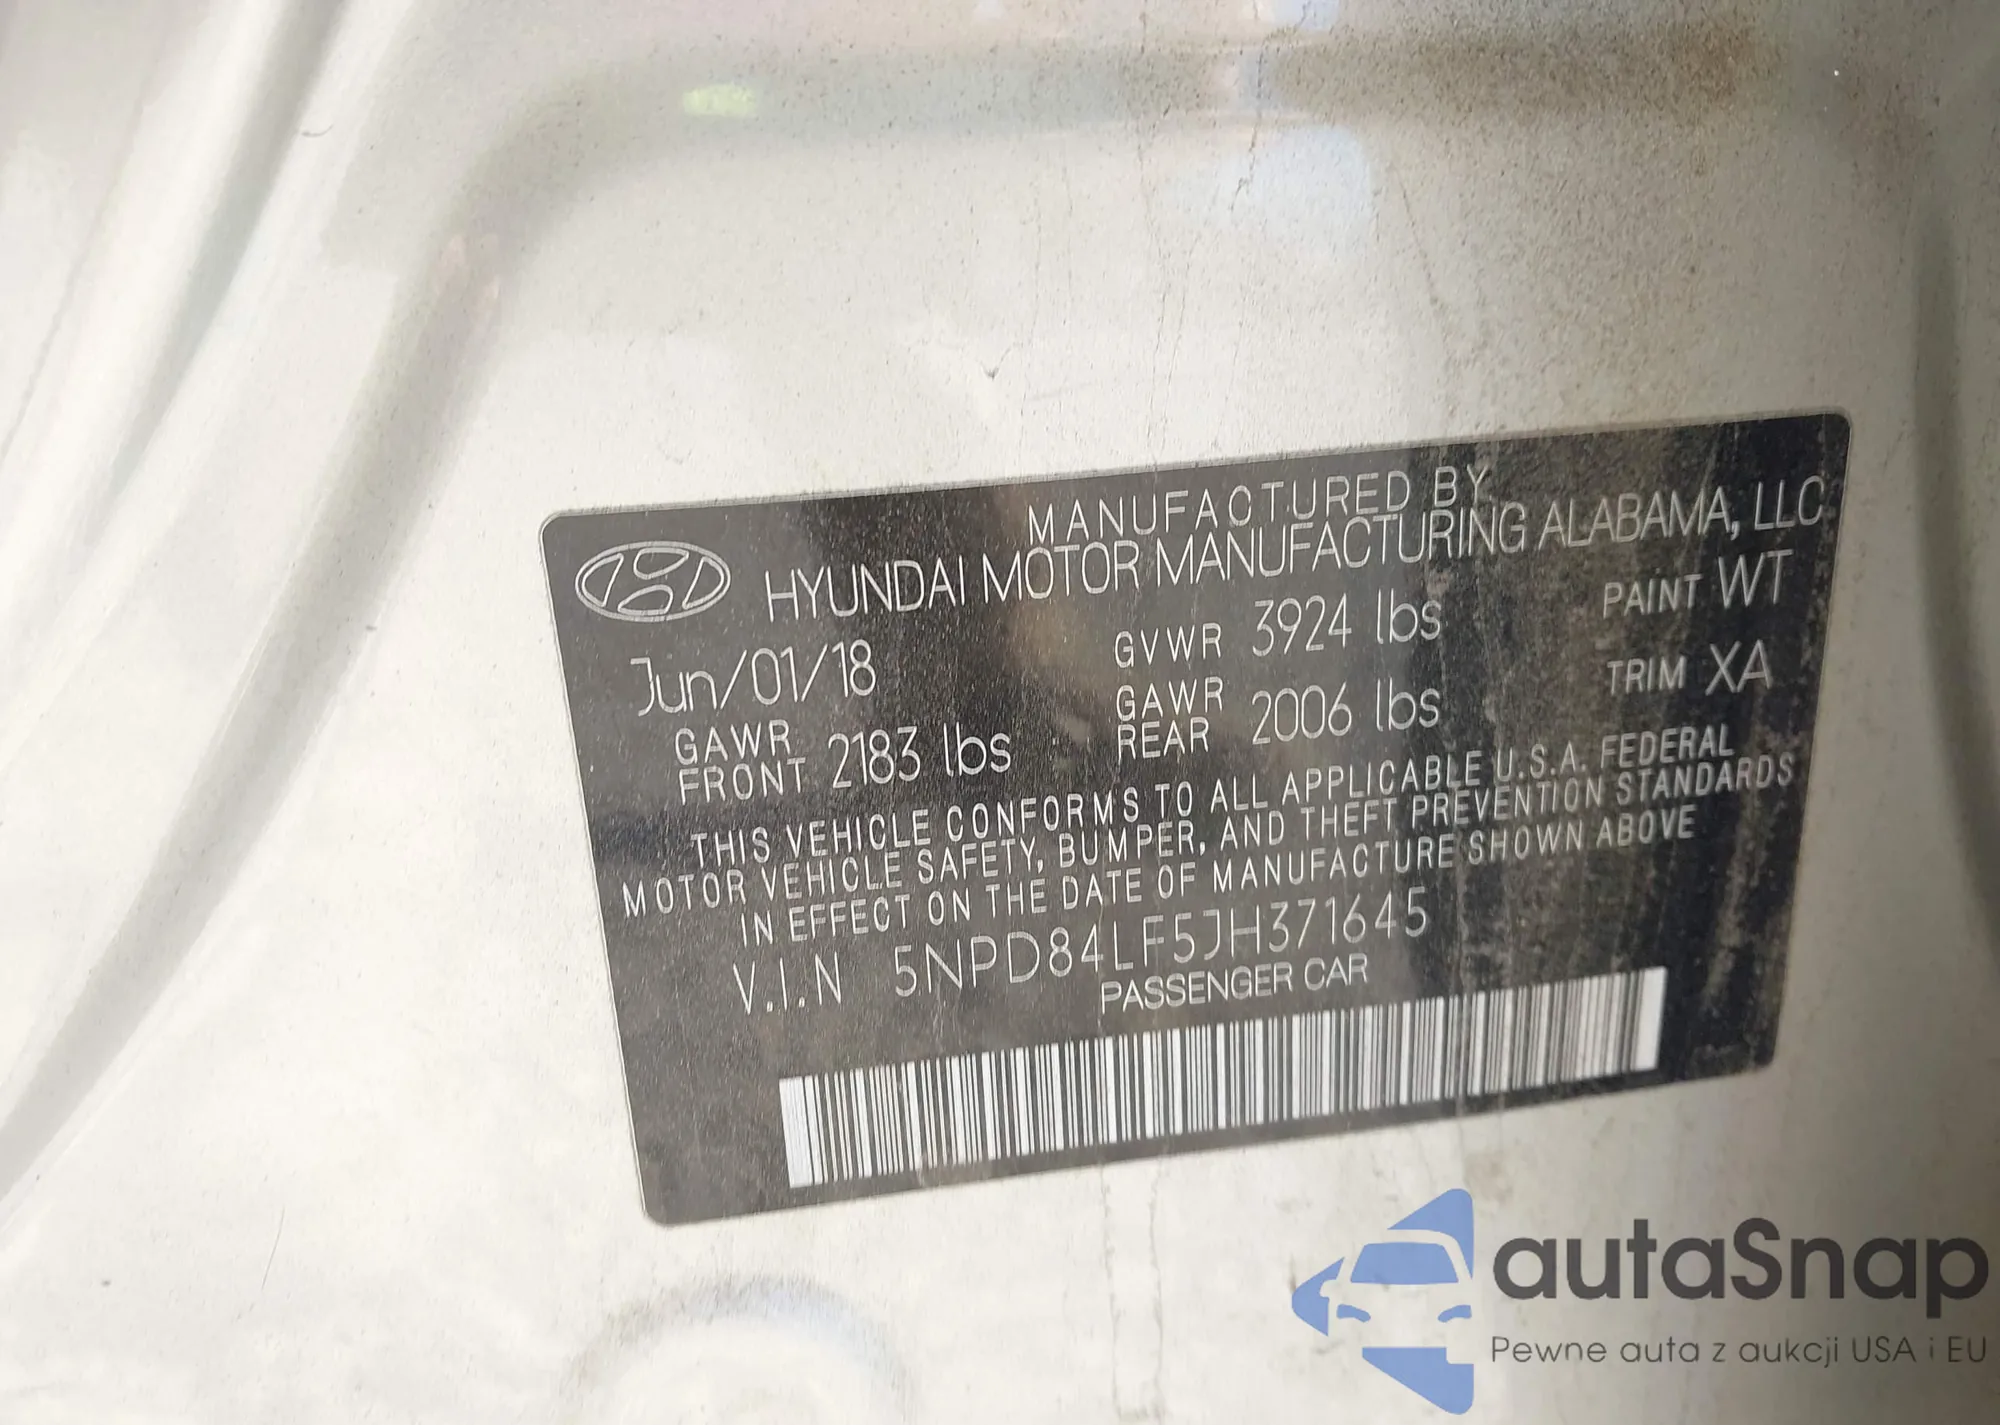 MANUFACTURED BY
HYUNDAI MOTOR MANUFACTURING ALABAMA, LLC
Jun/01/18 GVWR 3924 lbs PAINT WT
GAWR FRONT 2183 lbs GAWR REAR 2006 lbs TRIM XA
THIS VEHICLE CONFORMS TO ALL APPLICABLE U.S.A. FEDERAL
MOTOR VEHICLE SAFETY, BUMPER, AND THEFT PREVENTION STANDARDS
IN EFFECT ON THE DATE OF MANUFACTURE SHOWN ABOVE
V.I.N 5NPD84LF5JH371645
PASSENGER CAR
autaSnap
Pewne auta z aukcji USA i EU